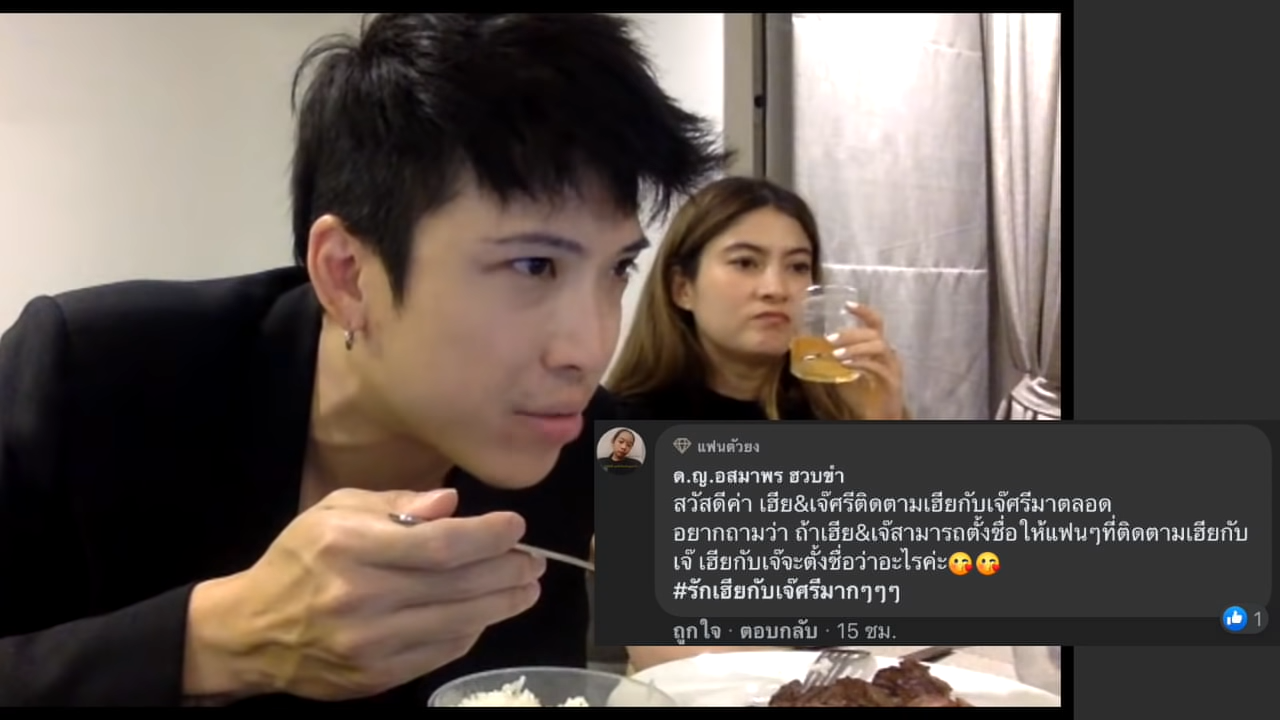 แฟนตัวยง
ด.ญ.อสมาพร ฮวบขำ
สวัสดีค่า เฮีย&เจ๊ศรีติดตามเฮียกับเจ๊ศรีมาตลอด
อยากถามว่า ถ้าเฮีย&เจ๊สามารถตั้งชื่อให้แฟนๆที่ติดตามเฮียกับ
เจ๊ เฮียกับเจ๊จะตั้งชื่อว่าอะไรค่ะ😘😘
#รักเฮียกับเจ๊ศรีมากๆๆๆ
ถูกใจ · ตอบกลับ · 15 ชม.
1